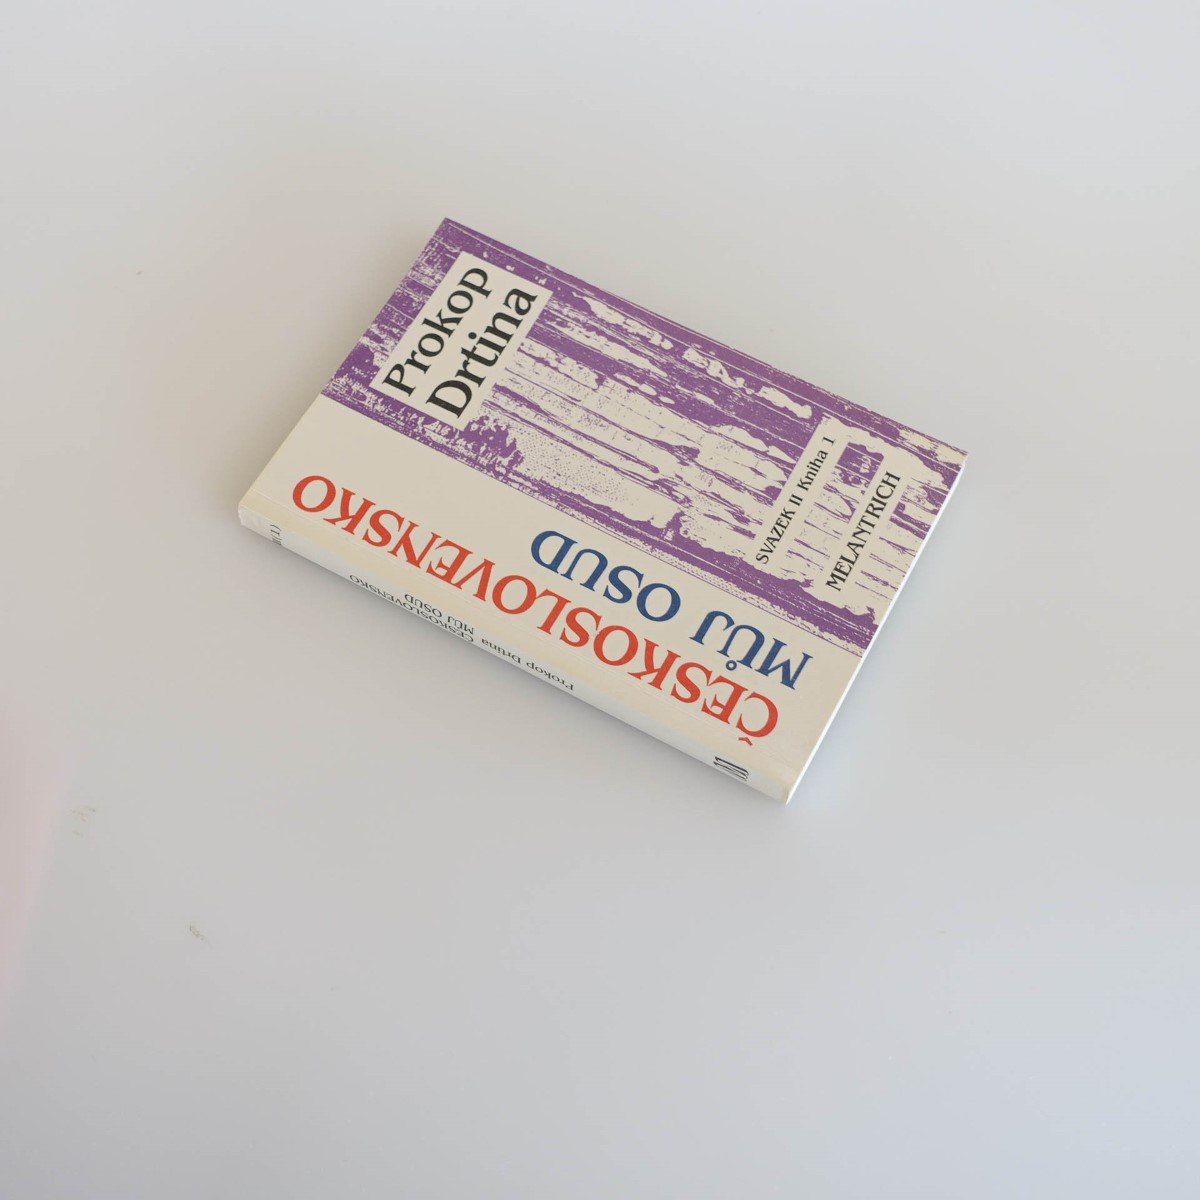 Prokop
Drtina
ČESKOSLOVENSKO
MŮJ OSUD
SVAZEK II Kniha 1
MELANTRICH
Prokop Drtina ČESKOSLOVENSKO
MŮJ OSUD